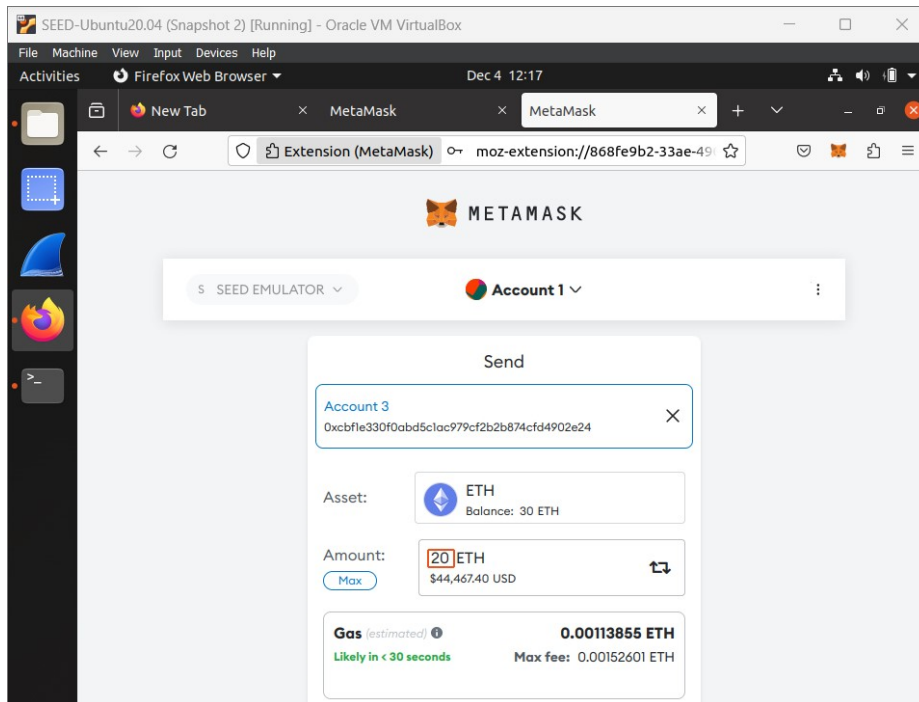 SEED-Ubuntu20.04 (Snapshot 2) [Running] - Oracle VM VirtualBox
File Machine View Input Devices Help
Activities Firefox Web Browser Dec 4 12:17
New Tab MetaMask MetaMask
Extension (MetaMask) moz-extension://868fe9b2-33ae-49
METAMASK
S SEED EMULATOR Account 1
Send
Account 3
0xcbf1e330f0abd5c1ac979cf2b2b874cfd4902e24
Asset: ETH
Balance: 30 ETH
Amount: 20 ETH
Max $44,467.40 USD
Gas (estimated) 0.00113855 ETH
Likely in < 30 seconds Max fee: 0.00152601 ETH